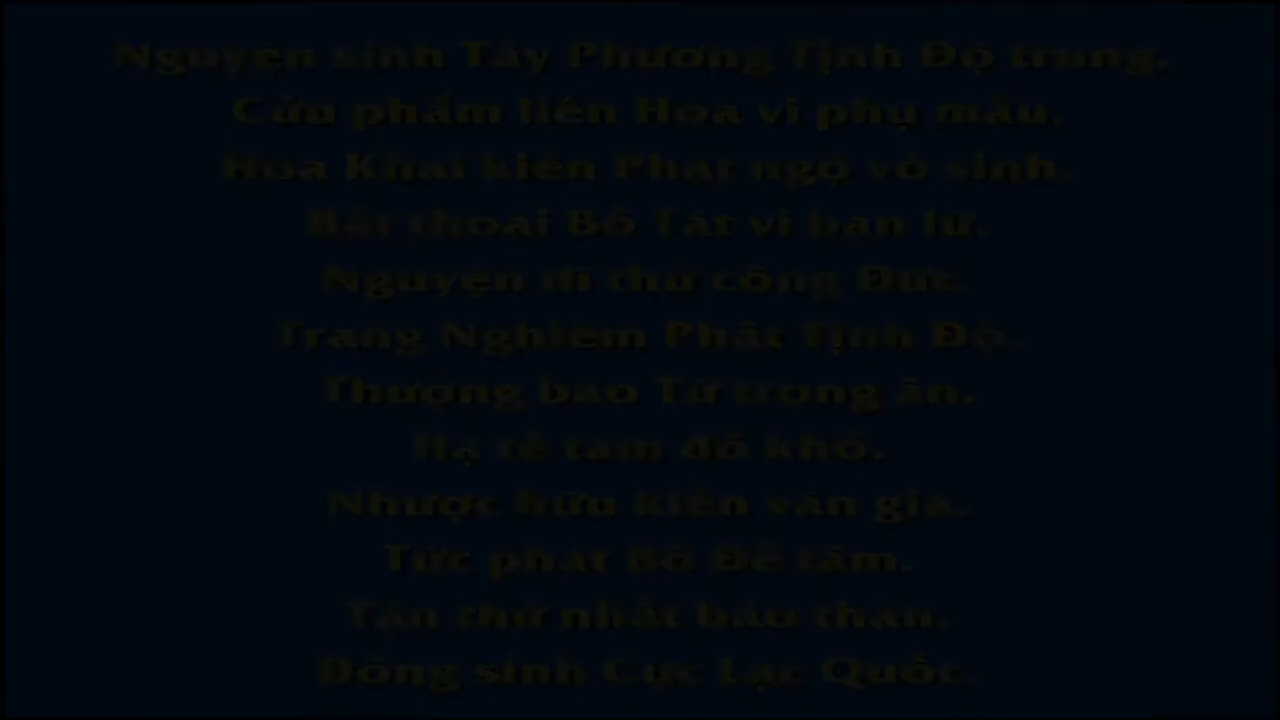 Nguyện sinh Tây Phương Tịnh Độ trung,
Cửu phẩm liên Hoa vi phụ mẫu,
Hoa Khai kiến Phật ngộ vô sinh.
Bất thoái Bồ Tát vi bạn lữ.
Nguyện dĩ thử công Đức.
Trang Nghiêm Phật Tịnh Độ.
Thượng báo Tứ trọng ân.
Hạ tế tam đồ khổ.
Nhược hữu kiến văn giả.
Tức phát Bồ Đề tâm.
Tận thử nhất báo thân.
Đồng sinh Cực Lạc Quốc.